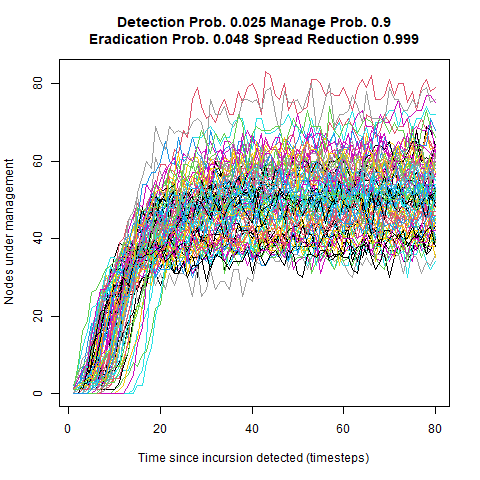 Detection Prob. 0.025 Manage Prob. 0.9
Eradication Prob. 0.048 Spread Reduction 0.999
Nodes under management
80
60
40
20
0
0 20 40 60 80
Time since incursion detected (timesteps)